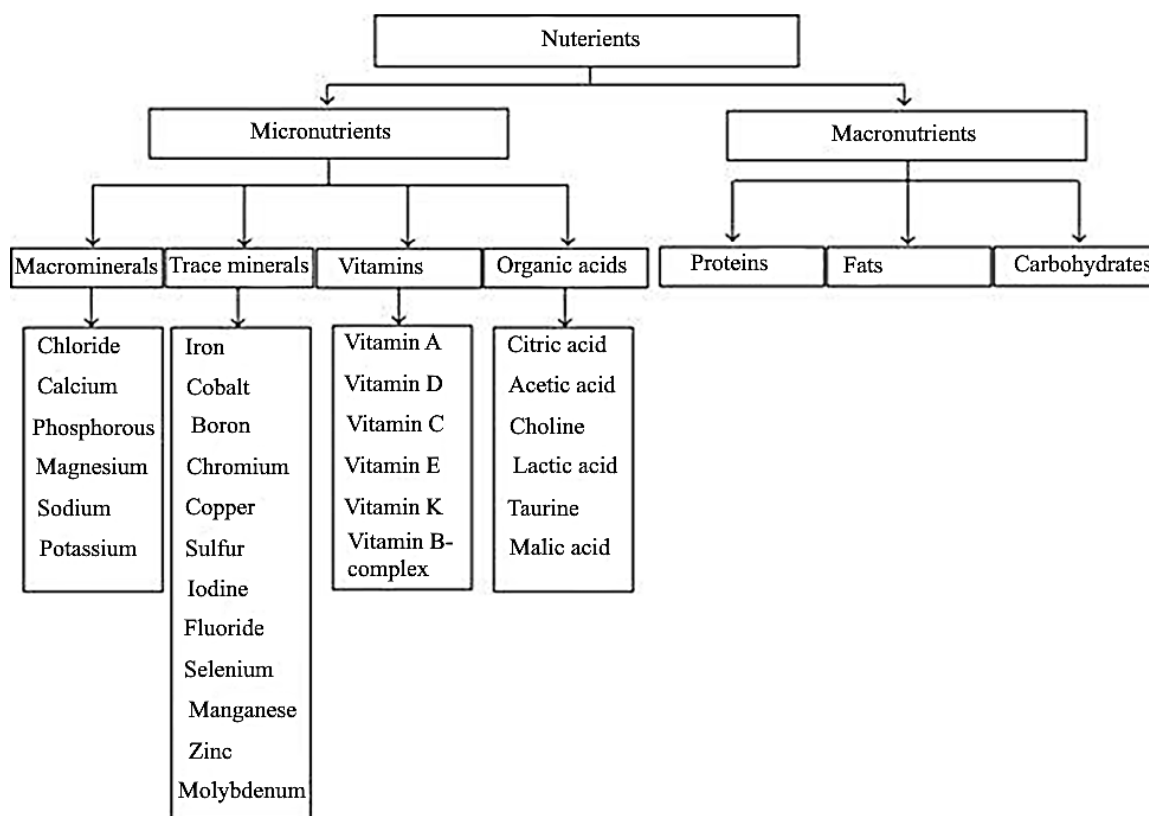 Nuterients
Micronutrients
Macronutrients
Macrominerals
Trace minerals
Vitamins
Organic acids
Proteins
Fats
Carbohydrates
Chloride
Calcium
Phosphorous
Magnesium
Sodium
Potassium
Iron
Cobalt
Boron
Chromium
Copper
Sulfur
Iodine
Fluoride
Selenium
Manganese
Zinc
Molybdenum
Vitamin A
Vitamin D
Vitamin C
Vitamin E
Vitamin K
Vitamin B-
complex
Citric acid
Acetic acid
Choline
Lactic acid
Taurine
Malic acid